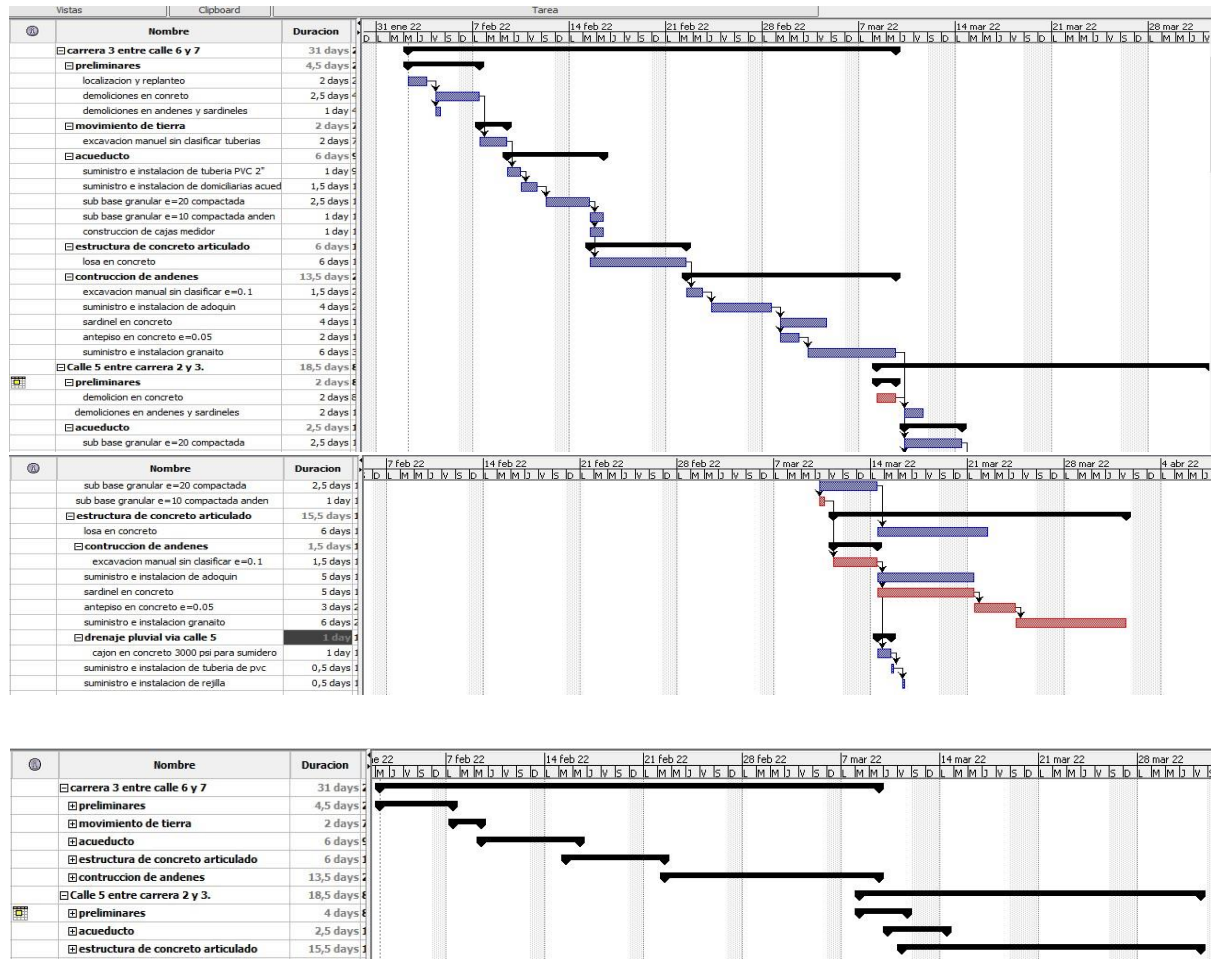 Vistas Clipboard Tarea
Nombre Duracion 31 ene 22 7 feb 22 14 feb 22 21 feb 22 28 feb 22 7 mar 22 14 mar 22 21 mar 22 28 mar 22
D L M M J V S D L M M J V S D L M M J V S D L M M J V S D L M M J V S D L M M J V S D L M M J V S D L M M J V S D L M M J V
carrera 3 entre calle 6 y 7 31 days
preliminares 4,5 days
localizacion y replanteo 2 days
demoliciones en conreto 2,5 days
demoliciones en andenes y sardineles 1 day
movimiento de tierra 2 days
excavacion manuel sin clasificar tuberias 2 days
acueducto 6 days
suministro e instalacion de tuberia PVC 2" 1 day
suministro e instalacion de domiciliarias acued 1,5 days
sub base granular e=20 compactada 2,5 days
sub base granular e=10 compactada anden 1 day
construccion de cajas medidor 1 day
estructura de concreto articulado 6 days
losa en concreto 6 days
contruccion de andenes 13,5 days
excavacion manual sin clasificar e=0.1 1,5 days
suministro e instalacion de adoquin 4 days
sardinel en concreto 4 days
antepiso en concreto e=0.05 2 days
suministro e instalacion granaito 6 days
Calle 5 entre carrera 2 y 3. 18,5 days
preliminares 2 days
demolicion en concreto 2 days
demoliciones en andenes y sardineles 2 days
acueducto 2,5 days
sub base granular e=20 compactada 2,5 days
Nombre Duracion 7 feb 22 14 feb 22 21 feb 22 28 feb 22 7 mar 22 14 mar 22 21 mar 22 28 mar 22 4 abr 22
D L M M J V S D L M M J V S D L M M J V S D L M M J V S D L M M J V S D L M M J V S D L M M J V S D L M M J V S D L M M J
sub base granular e=20 compactada 2,5 days
sub base granular e=10 compactada anden 1 day
estructura de concreto articulado 15,5 days
losa en concreto 6 days
contruccion de andenes 1,5 days
excavacion manual sin clasificar e=0.1 1,5 days
suministro e instalacion de adoquin 5 days
sardinel en concreto 5 days
antepiso en concreto e=0.05 3 days
suministro e instalacion granaito 6 days
drenaje pluvial via calle 5 1 day
cajon en concreto 3000 psi para sumidero 1 day
suministro e instalacion de tuberia de pvc 0,5 days
suministro e instalacion de rejilla 0,5 days
Nombre Duracion 22 7 feb 22 14 feb 22 21 feb 22 28 feb 22 7 mar 22 14 mar 22 21 mar 22 28 mar 22
M J V S D L M M J V S D L M M J V S D L M M J V S D L M M J V S D L M M J V S D L M M J V S D L M M J V S D L M M J V
carrera 3 entre calle 6 y 7 31 days
preliminares 4,5 days
movimiento de tierra 2 days
acueducto 6 days
estructura de concreto articulado 6 days
contruccion de andenes 13,5 days
Calle 5 entre carrera 2 y 3. 18,5 days
preliminares 4 days
acueducto 2,5 days
estructura de concreto articulado 15,5 days